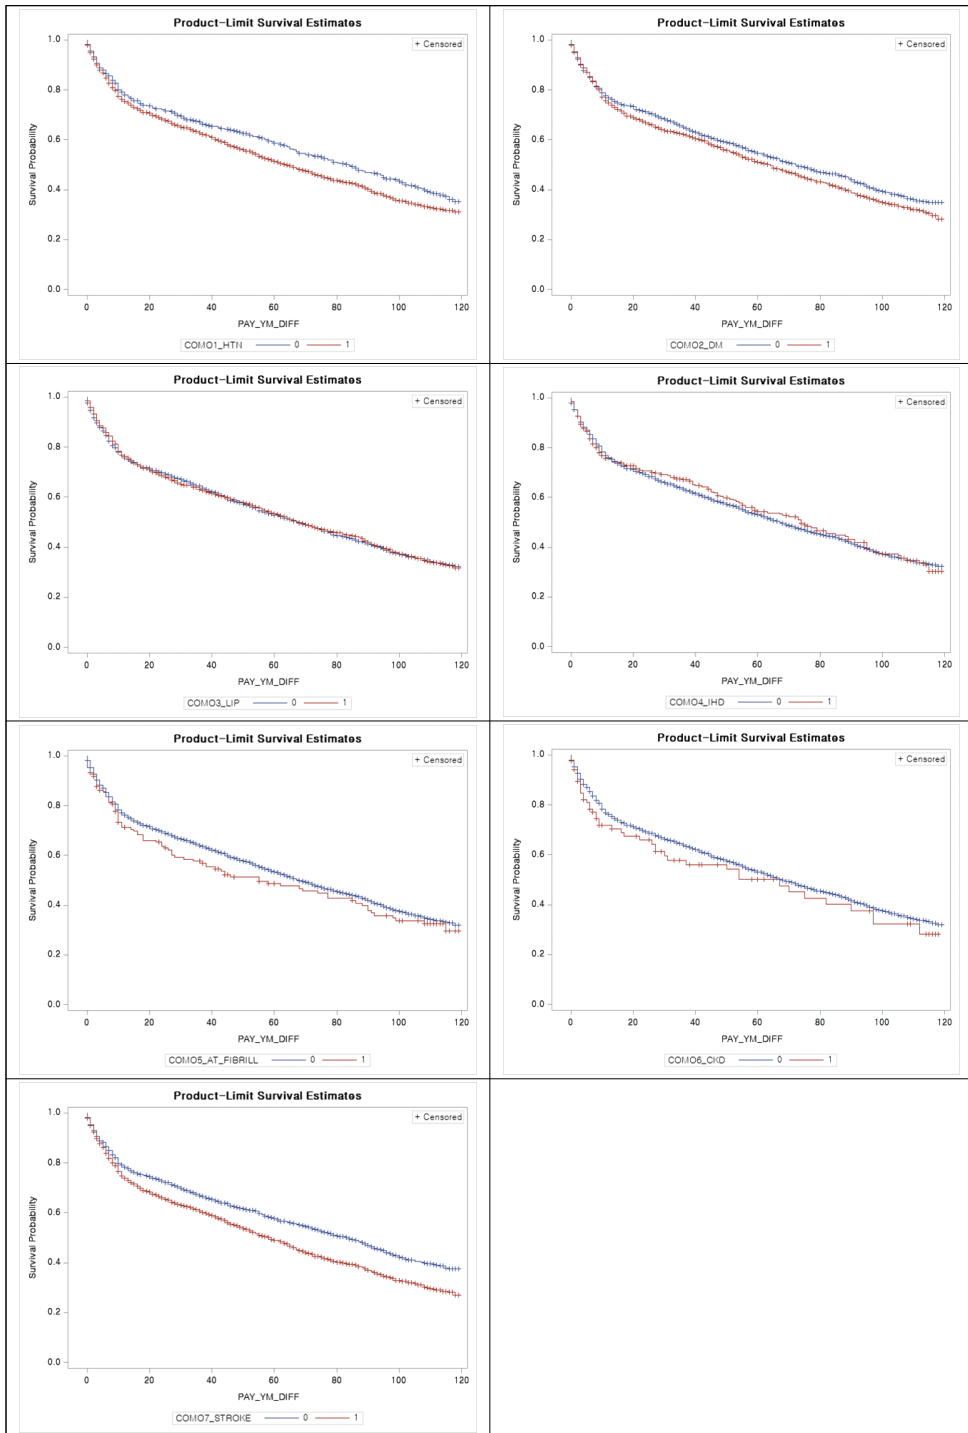 Product-Limit Survival Estimates
+ Censored
1.0
0.8
0.6
0.4
0.2
0.0
Survival Probability
0 20 40 60 80 100 120
PAY_YM_DIFF
COMO1_HTN 0 1
Product-Limit Survival Estimates
+ Censored
1.0
0.8
0.6
0.4
0.2
0.0
Survival Probability
0 20 40 60 80 100 120
PAY_YM_DIFF
COMO2_DM 0 1
Product-Limit Survival Estimates
+ Censored
1.0
0.8
0.6
0.4
0.2
0.0
Survival Probability
0 20 40 60 80 100 120
PAY_YM_DIFF
COMO3_LIP 0 1
Product-Limit Survival Estimates
+ Censored
1.0
0.8
0.6
0.4
0.2
0.0
Survival Probability
0 20 40 60 80 100 120
PAY_YM_DIFF
COMO4_IHD 0 1
Product-Limit Survival Estimates
+ Censored
1.0
0.8
0.6
0.4
0.2
0.0
Survival Probability
0 20 40 60 80 100 120
PAY_YM_DIFF
COMO5_AT_FIBRILL 0 1
Product-Limit Survival Estimates
+ Censored
1.0
0.8
0.6
0.4
0.2
0.0
Survival Probability
0 20 40 60 80 100 120
PAY_YM_DIFF
COMO6_CKD 0 1
Product-Limit Survival Estimates
+ Censored
1.0
0.8
0.6
0.4
0.2
0.0
Survival Probability
0 20 40 60 80 100 120
PAY_YM_DIFF
COMO7_STROKE 0 1